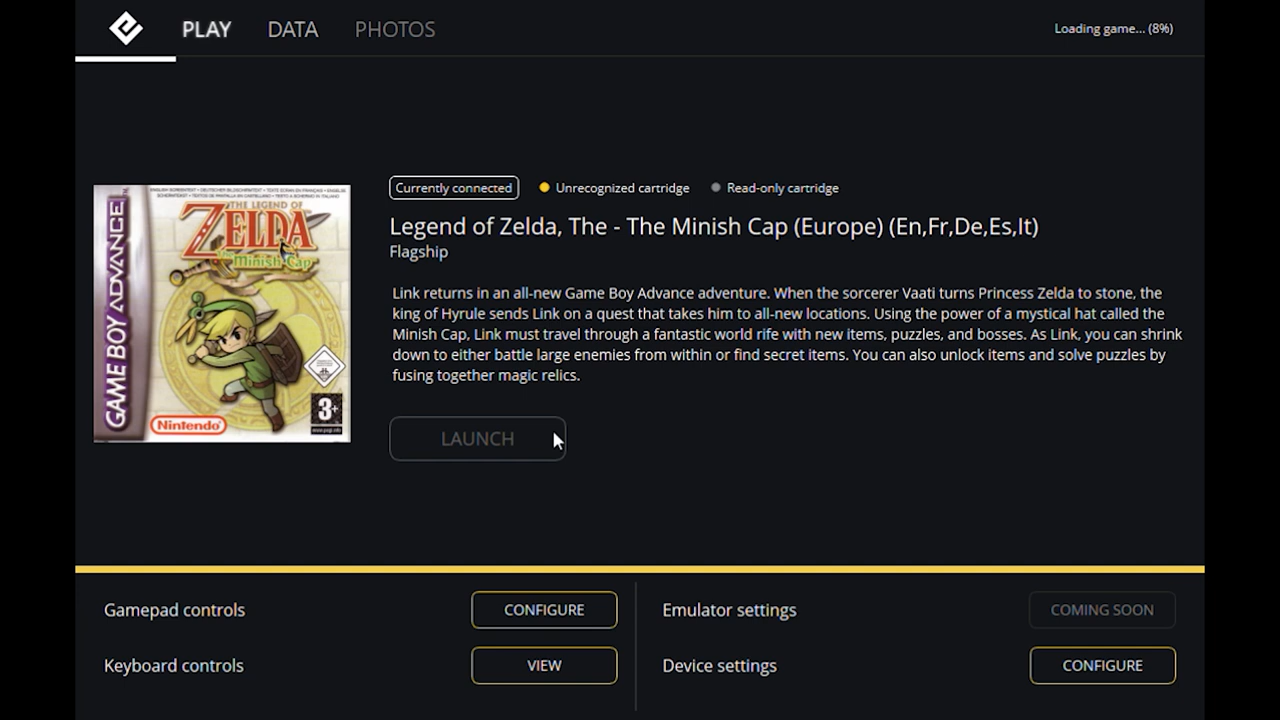 PLAY DATA PHOTOS
Loading game... (8%)
Currently connected Unrecognized cartridge Read-only cartridge
Legend of Zelda, The - The Minish Cap (Europe) (En,Fr,De,Es,It)
Flagship
Link returns in an all-new Game Boy Advance adventure. When the sorcerer Vaati turns Princess Zelda to stone, the
king of Hyrule sends Link on a quest that takes him to all-new locations. Using the power of a mystical hat called the
Minish Cap, Link must travel through a fantastic world rife with new items, puzzles, and bosses. As Link, you can shrink
down to either battle large enemies from within or find secret items. You can also unlock items and solve puzzles by
fusing together magic relics.
GAME BOY ADVANCE
THE LEGEND OF
ZELDA
The Minish Cap
3+
Nintendo
LAUNCH
Gamepad controls CONFIGURE
Keyboard controls VIEW
Emulator settings COMING SOON
Device settings CONFIGURE